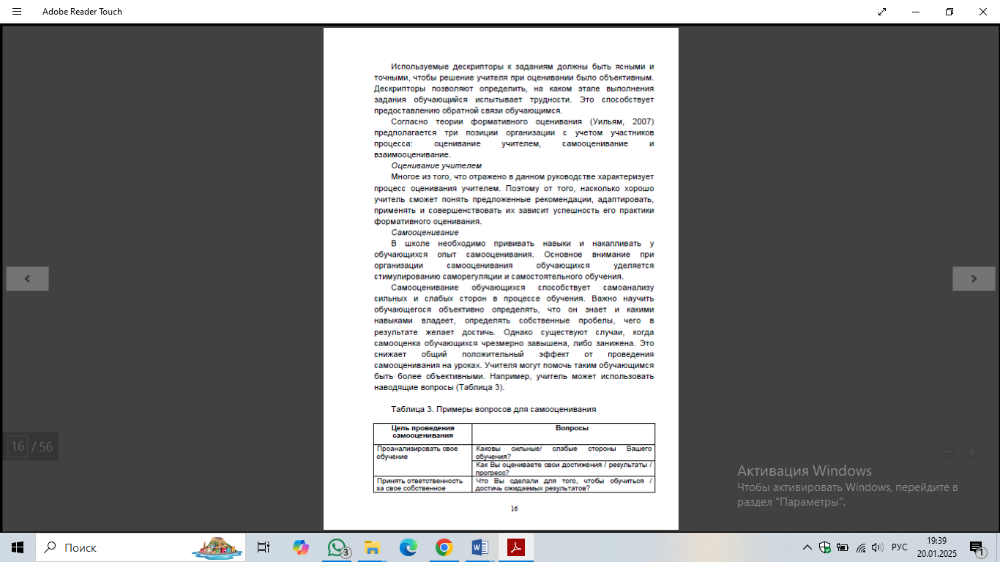 Adobe Reader Touch
Используемые дескрипторы к заданиям должны быть ясными и
точными, чтобы решение учителя при оценивании было объективным.
Дескрипторы позволяют определить, на каком этапе выполнения
задания обучающийся испытывает трудности. Это способствует
предоставлению обратной связи обучающимся.
Согласно теории формативного оценивания (Уильям, 2007)
предполагается три позиции организации с учетом участников
процесса: оценивание учителем, самооценивание и
взаимооценивание.
Оценивание учителем
Многое из того, что отражено в данном руководстве характеризует
процесс оценивания учителем. Поэтому от того, насколько хорошо
учитель сможет понять предложенные рекомендации, адаптировать,
применять и совершенствовать их зависит успешность его практики
формативного оценивания.
Самооценивание
В школе необходимо прививать навыки и накапливать у
обучающихся опыт самооценивания. Основное внимание при
организации самооценивания обучающихся уделяется
стимулированию саморегуляции и самостоятельного обучения.
Самооценивание обучающихся способствует самоанализу
сильных и слабых сторон в процессе обучения. Важно научить
обучающегося объективно определять, что он знает и какими
навыками владеет, определять собственные пробелы, чего в
результате желает достичь. Однако существуют случаи, когда
самооценка обучающихся чрезмерно завышена, либо занижена. Это
снижает общий положительный эффект от проведения
самооценивания на уроках. Учителя могут помочь таким обучающимся
быть более объективными. Например, учитель может использовать
наводящие вопросы (Таблица 3).
Таблица 3. Примеры вопросов для самооценивания
Цель проведения
самооценивания
Вопросы
Проанализировать свое
обучение
Каковы сильные/ слабые стороны Вашего
обучения?
Как Вы оцениваете свои достижения / результаты /
прогресс?
Принять ответственность
за свое собственное
Что Вы сделали для того, чтобы обучиться /
достичь ожидаемых результатов?
16
16 / 56
Активация Windows
Чтобы активировать Windows, перейдите в
раздел "Параметры".
Поиск
3
РУС
19:39
20.01.2025
1